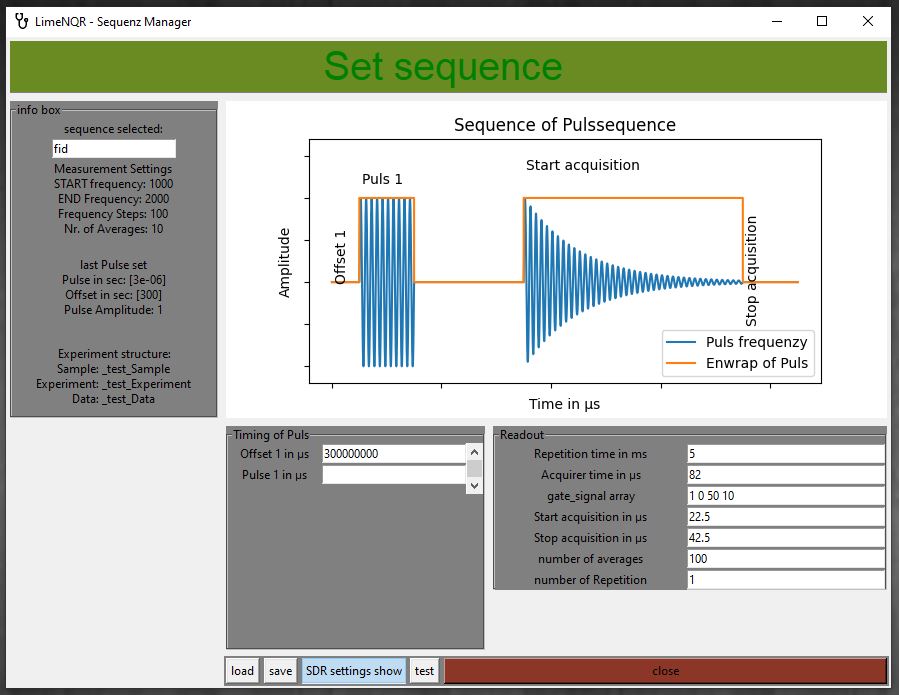 LimeNQR - Sequenz Manager
Set sequence
info box
sequence selected:
fid
Measurement Settings
START frequency: 1000
END Frequency: 2000
Frequency Steps: 100
Nr. of Averages: 10
last Pulse set
Pulse in sec: [3e-06]
Offset in sec: [300]
Pulse Amplitude: 1
Experiment structure:
Sample: _test_Sample
Experiment: _test_Experiment
Data: _test_Data
Sequence of Pulssequence
Start acquisition
Puls 1
Amplitude
Offset 1
Stop acquisition
Puls frequenzy
Enwrap of Puls
Time in µs
Timing of Puls
Offset 1 in µs 300000000
Pulse 1 in µs
Readout
Repetition time in ms 5
Acquirer time in µs 82
gate_signal array 1 0 50 10
Start acquisition in µs 22.5
Stop acquisition in µs 42.5
number of averages 100
number of Repetition 1
load save SDR settings show test close